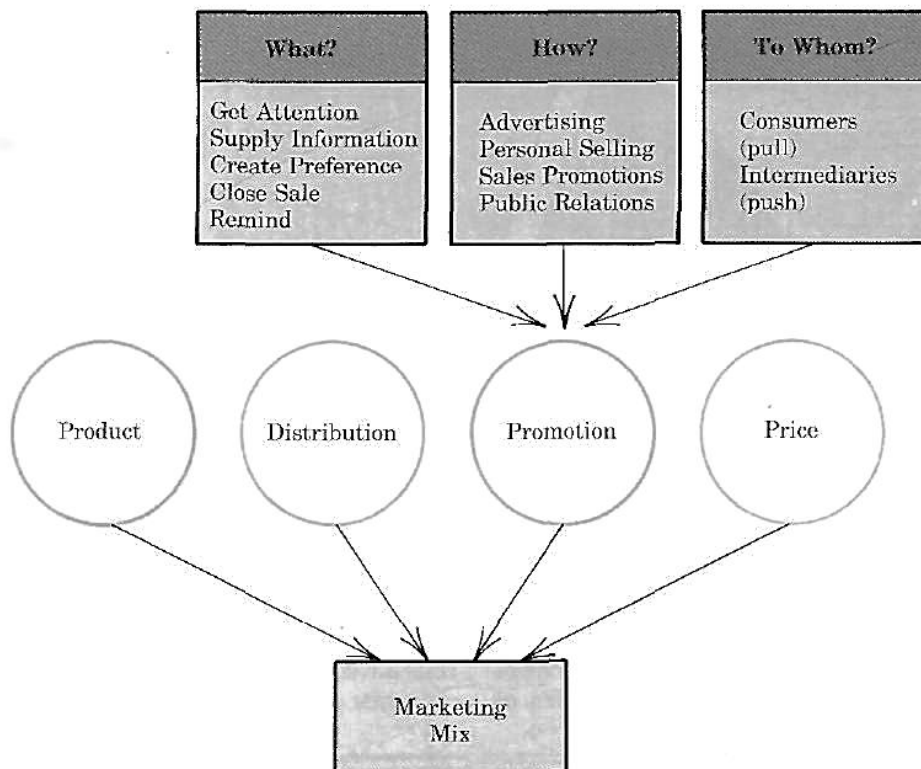 What?
Get Attention
Supply Information
Create Preference
Close Sale
Remind
How?
Advertising
Personal Selling
Sales Promotions
Public Relations
To Whom?
Consumers
(pull)
Intermediaries
(push)
Product
Distribution
Promotion
Price
Marketing
Mix